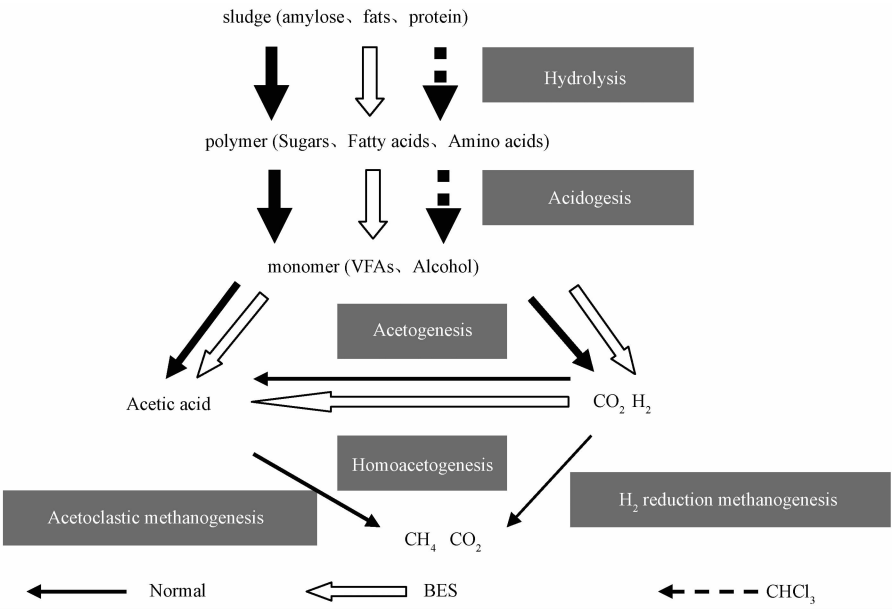 sludge (amylose、fats、protein)
Hydrolysis
polymer (Sugars、Fatty acids、Amino acids)
Acidogesis
monomer (VFAs、Alcohol)
Acetogenesis
Acetic acid
CO2 H2
Homoacetogenesis
Acetoclastic methanogenesis
H2 reduction methanogenesis
CH4 CO2
Normal
BES
CHCl3